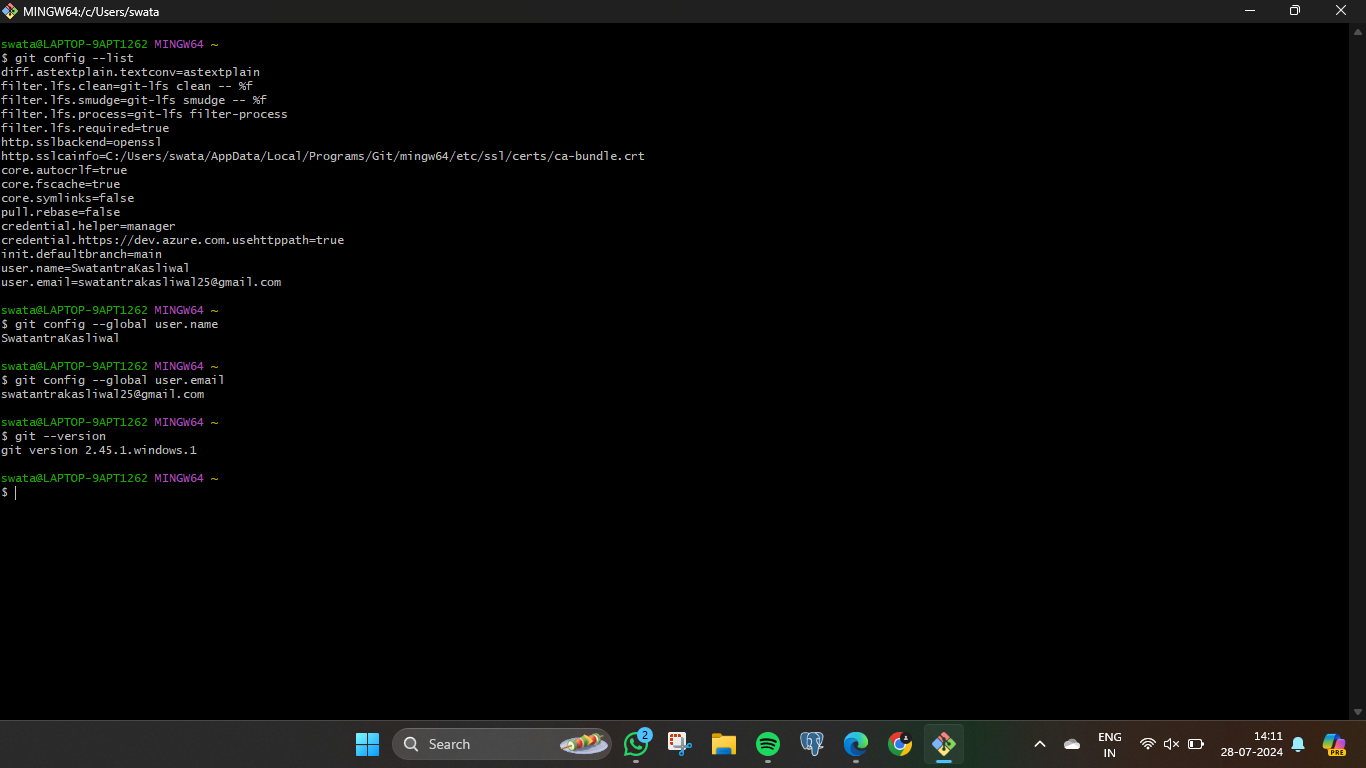 MINGW64:/c/Users/swata
swata@LAPTOP-9APT1262 MINGW64 ~
$ git config --list
diff.astextplain.textconv=astextplain
filter.lfs.clean=git-lfs clean -- %f
filter.lfs.smudge=git-lfs smudge -- %f
filter.lfs.process=git-lfs filter-process
filter.lfs.required=true
http.sslbackend=openssl
http.sslcainfo=C:/Users/swata/AppData/Local/Programs/Git/mingw64/etc/ssl/certs/ca-bundle.crt
core.autocrlf=true
core.fscache=true
core.symlinks=false
pull.rebase=false
credential.helper=manager
credential.https://dev.azure.com.usehttppath=true
init.defaultbranch=main
user.name=SwatantraKasliwal
user.email=swatantrakasliwal25@gmail.com
swata@LAPTOP-9APT1262 MINGW64 ~
$ git config --global user.name
SwatantraKasliwal
swata@LAPTOP-9APT1262 MINGW64 ~
$ git config --global user.email
swatantrakasliwal25@gmail.com
swata@LAPTOP-9APT1262 MINGW64 ~
$ git --version
git version 2.45.1.windows.1
swata@LAPTOP-9APT1262 MINGW64 ~
$
Search
2
ENG
IN
14:11
28-07-2024
PRE